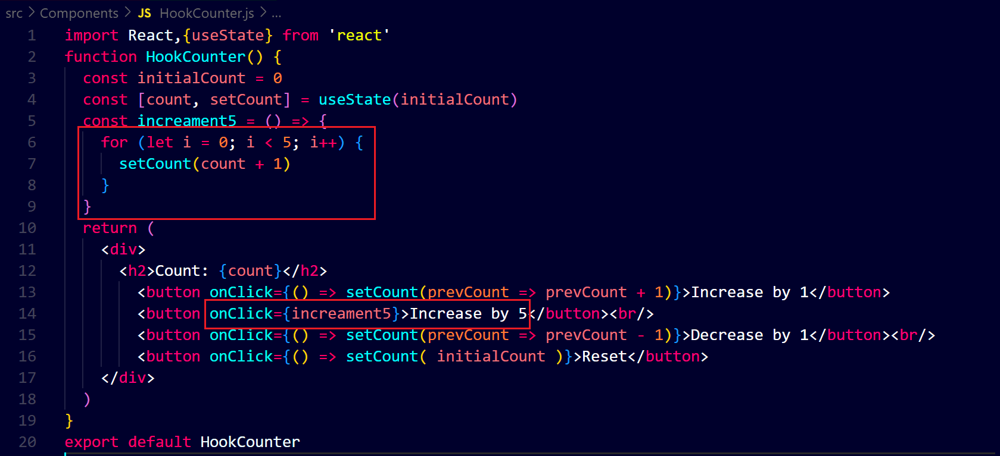 src > Components > JS HookCounter.js > ...
1 import React,{useState} from 'react'
2 function HookCounter() {
3 const initialCount = 0
4 const [count, setCount] = useState(initialCount)
5 const increament5 = () => {
6 for (let i = 0; i < 5; i++) {
7 setCount(count + 1)
8 }
9 }
10 return (
11 <div>
12 <h2>Count: {count}</h2>
13 <button onClick={() => setCount(prevCount => prevCount + 1)}>Increase by 1</button>
14 <button onClick={increament5}>Increase by 5</button><br/>
15 <button onClick={() => setCount(prevCount => prevCount - 1)}>Decrease by 1</button><br/>
16 <button onClick={() => setCount( initialCount )}>Reset</button>
17 </div>
18 )
19 }
20 export default HookCounter